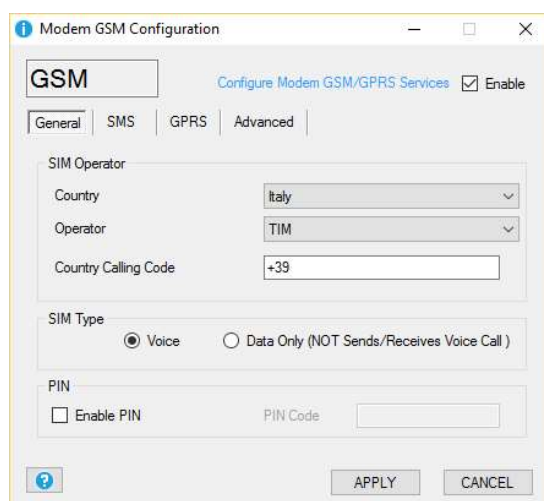 Modem GSM Configuration
GSM
Configure Modem GSM/GPRS Services
Enable
General SMS GPRS Advanced
SIM Operator
Country Italy
Operator TIM
Country Calling Code +39
SIM Type
Voice Data Only (NOT Sends/Receives Voice Call )
PIN
Enable PIN PIN Code
APPLY CANCEL